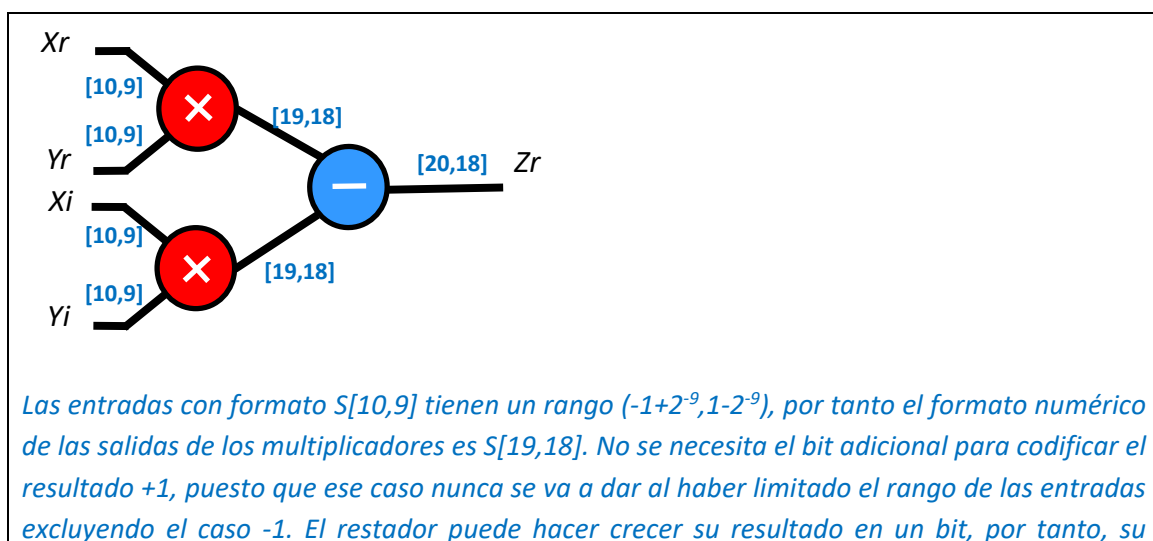 Xr
[10,9]
[19,18]
[10,9]
Yr
[20,18] Zr
Xi
[10,9]
[19,18]
[10,9]
Yi
Las entradas con formato S[10,9] tienen un rango (-1+2⁻⁹,1-2⁻⁹), por tanto el formato numérico
de las salidas de los multiplicadores es S[19,18]. No se necesita el bit adicional para codificar el
resultado +1, puesto que ese caso nunca se va a dar al haber limitado el rango de las entradas
excluyendo el caso -1. El restador puede hacer crecer su resultado en un bit, por tanto, su